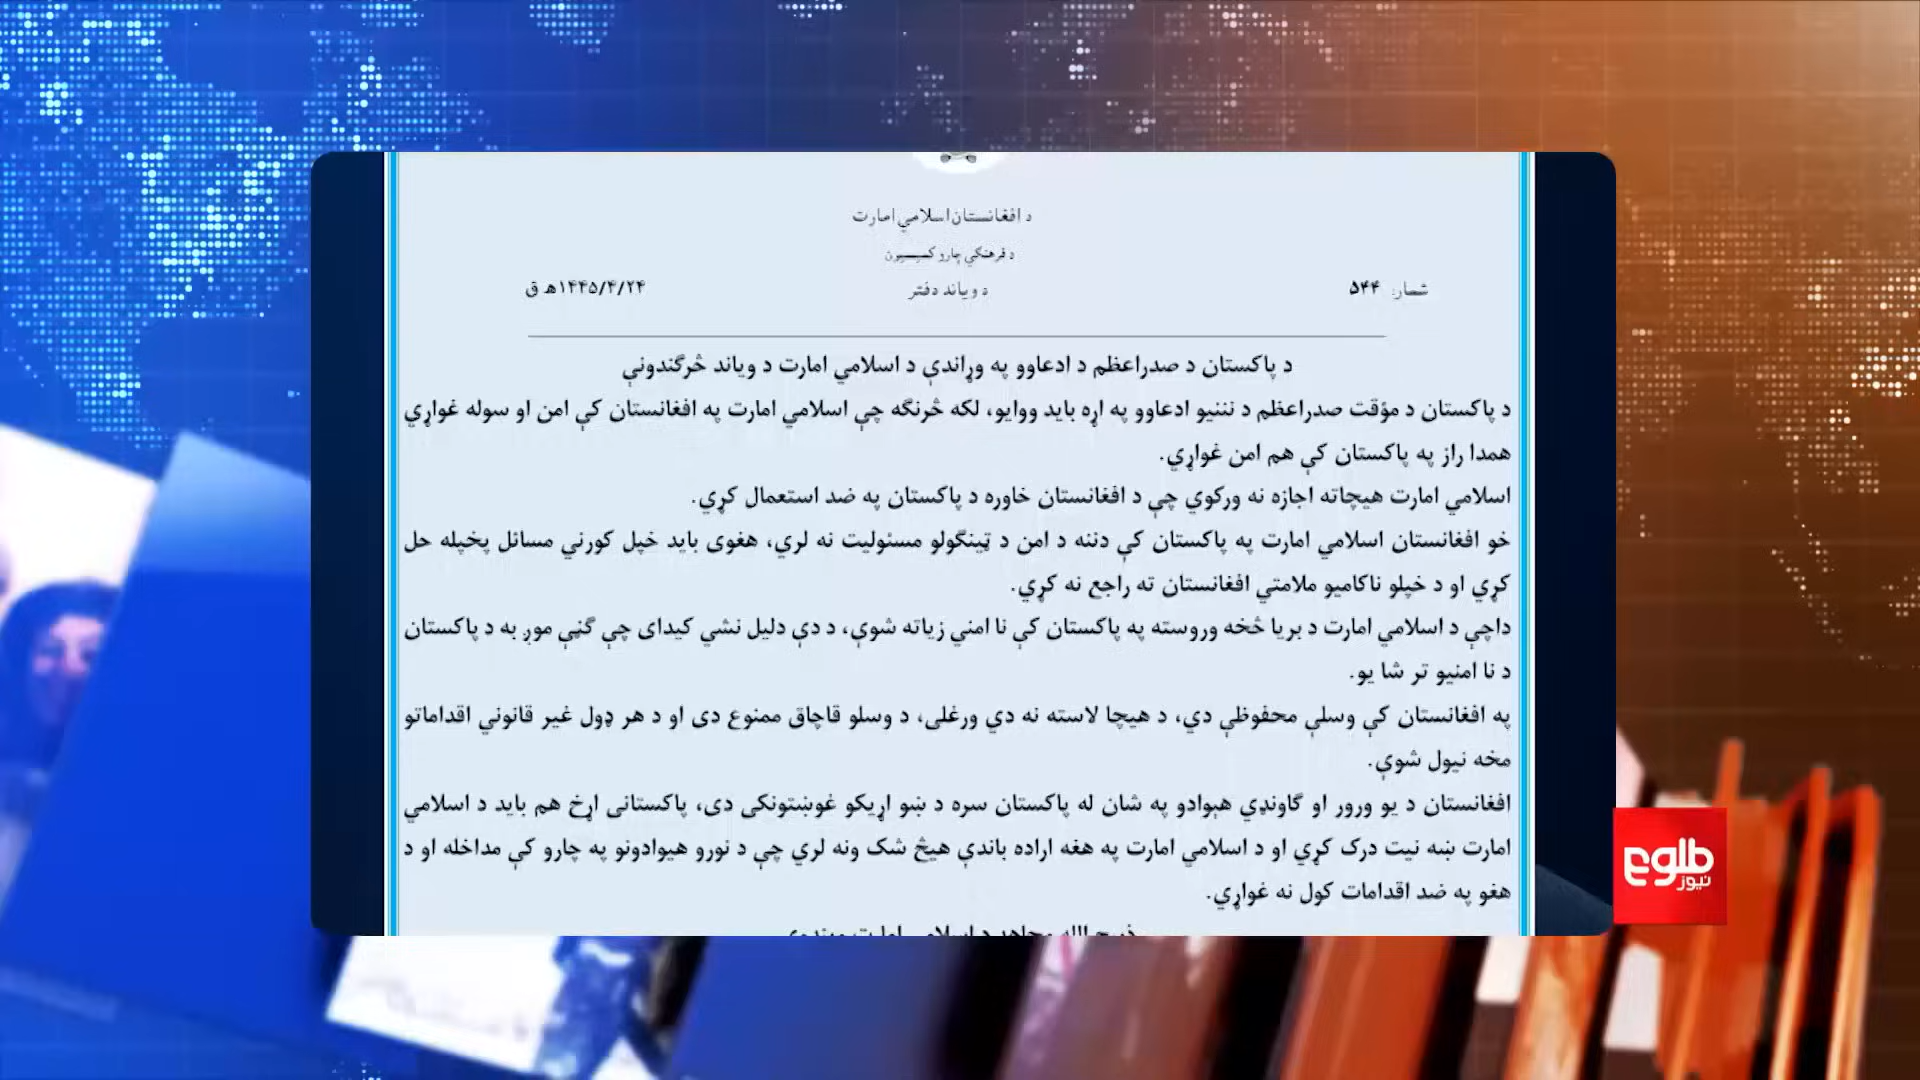 د افغانستان اسلامي امارت
د فرهنګي چارو کمیسیون
د ویاند دفتر
شمار: ۵۴۴
۱۴۴۵/۴/۲۴هـ ق
د پاکستان د صدراعظم د ادعاوو په وړاندې د اسلامي امارت د ویاند څرګندونې
د پاکستان د مؤقت صدراعظم د نننیو ادعاوو په اړه باید ووایو، لکه څرنګه چې اسلامي امارت په افغانستان کې امن او سوله غواړي
همدا راز په پاکستان کې هم امن غواړي.
اسلامي امارت هیچاته اجازه نه ورکوي چې د افغانستان خاوره د پاکستان په ضد استعمال کړي.
خو افغانستان اسلامي امارت په پاکستان کې دننه د امن د ټینګولو مسئولیت نه لري، هغوی باید خپل کورني مسائل پخپله حل
کړي او د خپلو ناکامیو ملامتي افغانستان ته راجع نه کړي.
داچې د اسلامي امارت د بریا څخه وروسته په پاکستان کې نا امني زیاته شوې، د دې دلیل نشي کیدای چې ګڼې موږ به د پاکستان
د نا امنیو تر شا یو.
په افغانستان کې وسلې محفوظې دي، د هیچا لاسته نه دي ورغلی، د وسلو قاچاق ممنوع دی او د هر ډول غیر قانوني اقداماتو
مخه نیول شوې.
افغانستان د یو ورور او ګاونډي هېوادو په شان له پاکستان سره د ښو اړیکو غوښتونکی دی، پاکستانی اړخ هم باید د اسلامي
امارت ښه نیت درک کړي او د اسلامي امارت په هغه اراده باندې هیڅ شک ونه لري چې د نورو هیوادونو په چارو کې مداخله او د
هغو په ضد اقدامات کول نه غواړي.
طلوع
نیوز